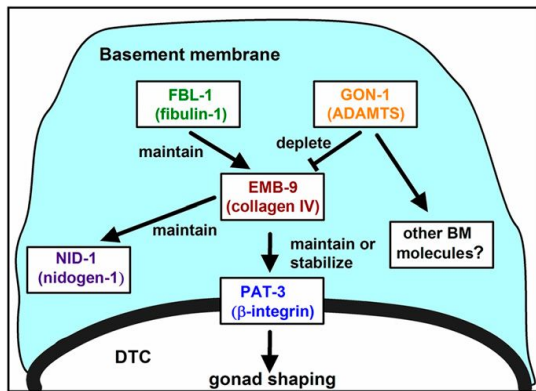 Basement membrane
FBL-1
(fibulin-1)
GON-1
(ADAMTS)
maintain
deplete
EMB-9
(collagen IV)
maintain
NID-1
(nidogen-1)
maintain or
stabilize
other BM
molecules?
PAT-3
(β-integrin)
DTC
gonad shaping